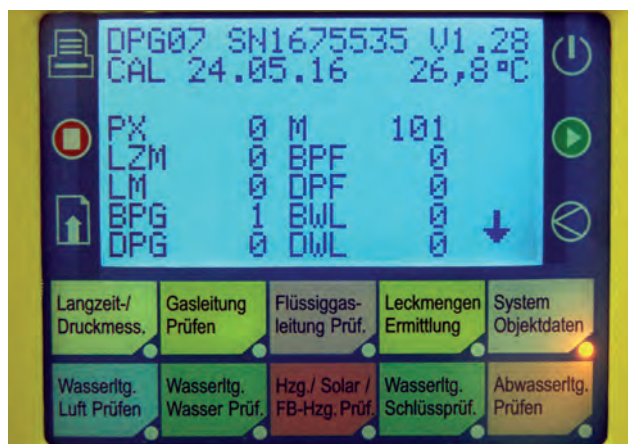 DPG07 SN1675535 V1.28
CAL 24.05.16 26,8°C
PX 0 M 101
LZM 0 BPF 0
LM 0 DPF 0
BPG 1 BWL 0
DPG 0 DWL 0
Langzeit-/
Druckmess.
Gasleitung
Prüfen
Flüssiggas-
leitung Prüf.
Leckmengen
Ermittlung
System
Objektdaten
Wasserltg.
Luft Prüfen
Wasserltg.
Wasser Prüf.
Hzg./ Solar /
FB-Hzg. Prüf.
Wasserltg.
Schlüssprüf.
Abwasserltg.
Prüfen